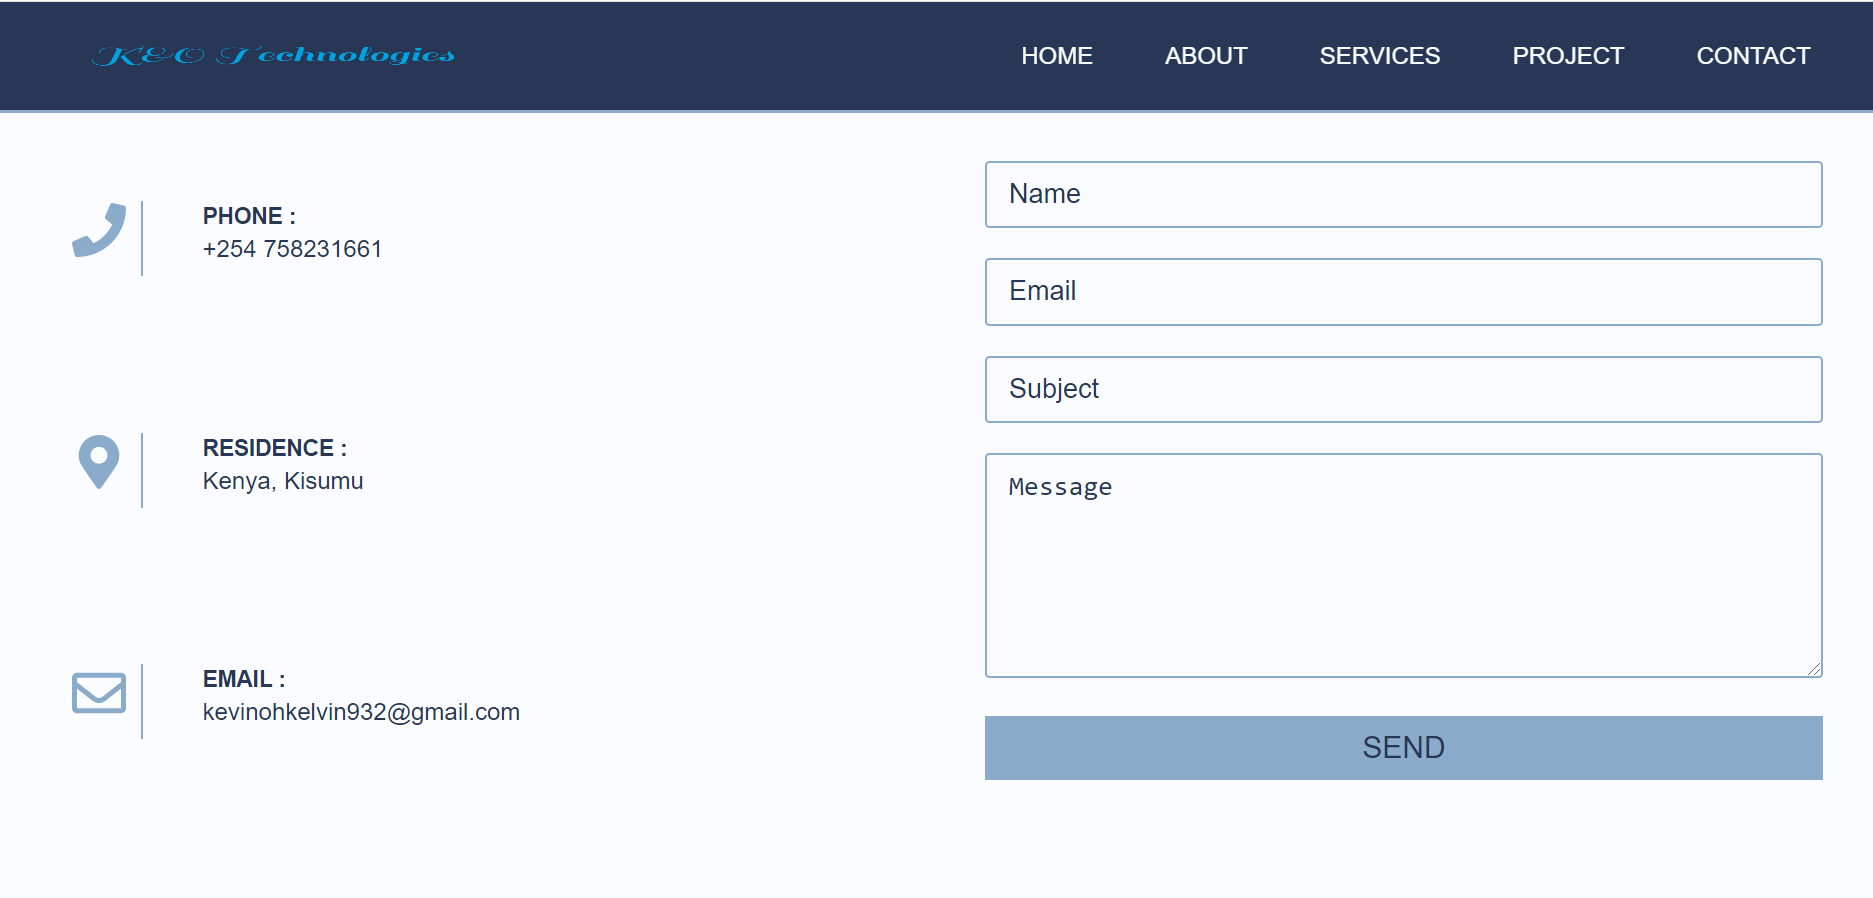 K&O Technologies
HOME ABOUT SERVICES PROJECT CONTACT
PHONE :
+254 758231661
RESIDENCE :
Kenya, Kisumu
EMAIL :
kevinohkelvin932@gmail.com
Name
Email
Subject
Message
SEND